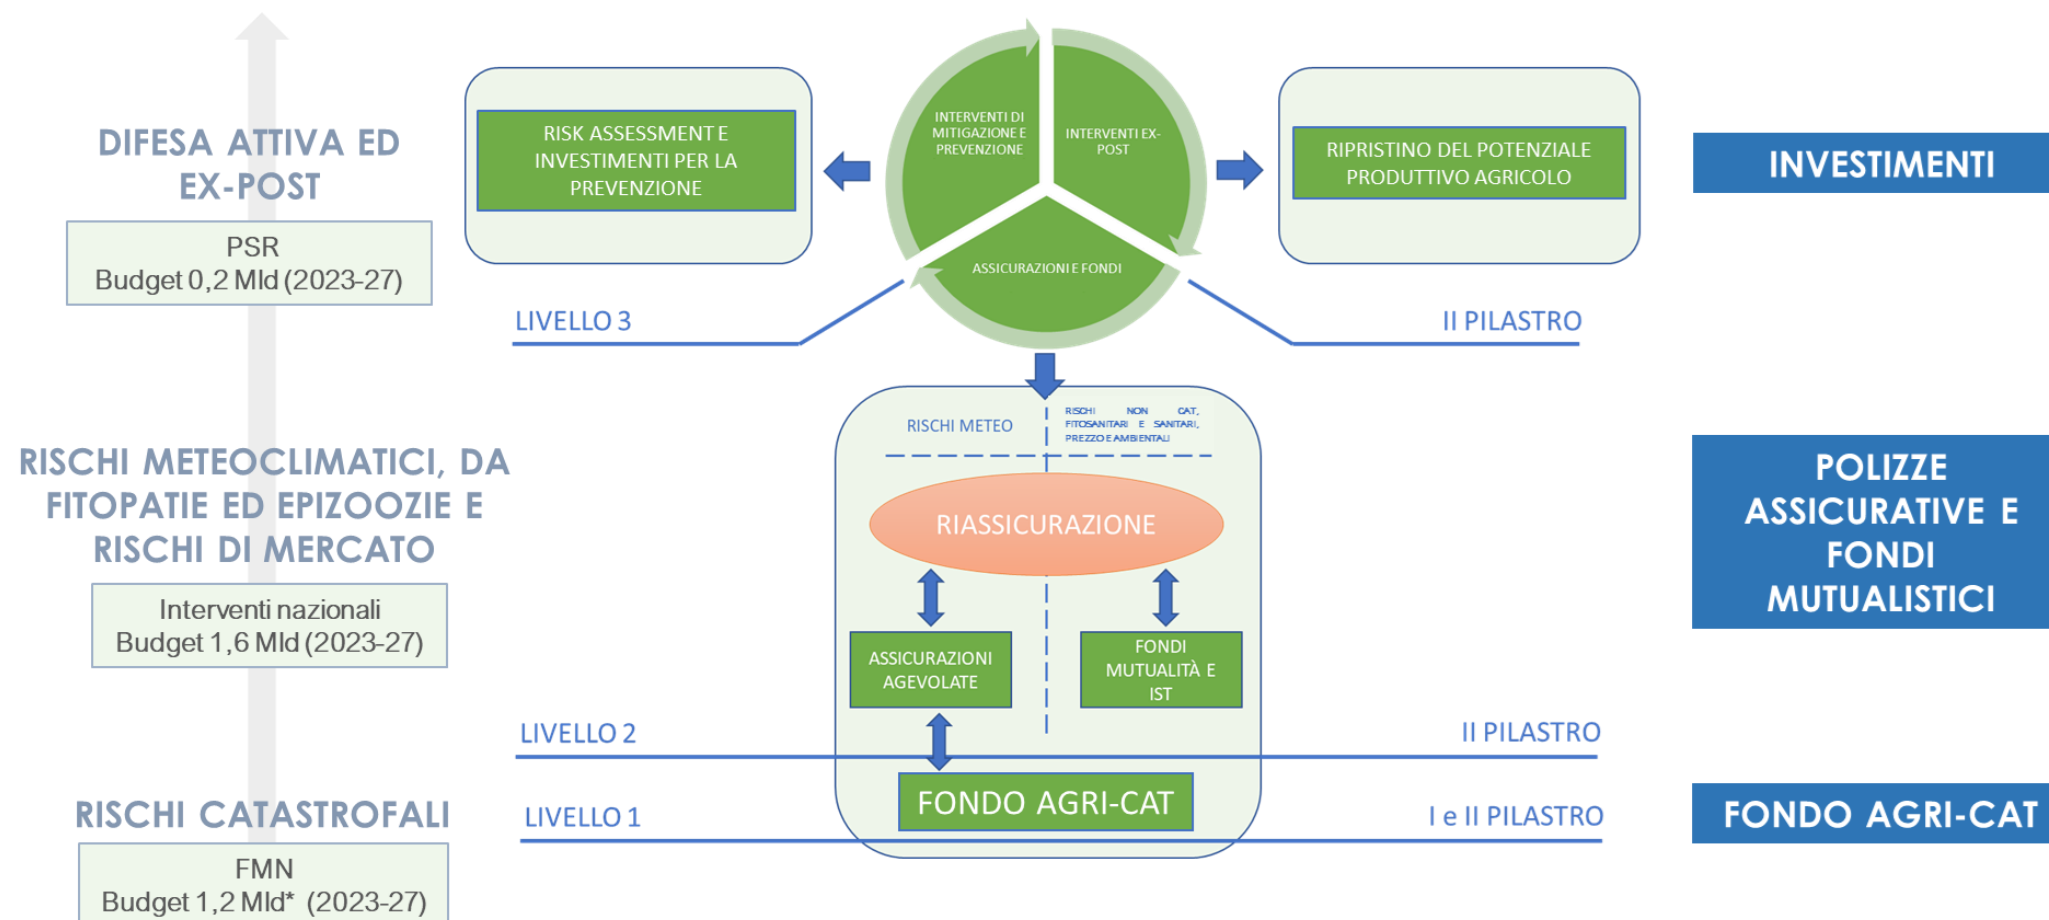 DIFESA ATTIVA ED
EX-POST
PSR
Budget 0,2 Mld (2023-27)
RISK ASSESSMENT E
INVESTIMENTI PER LA
PREVENZIONE
INTERVENTI DI
MITIGAZIONE E
PREVENZIONE
INTERVENTI EX-
POST
ASSICURAZIONI E FONDI
RIPRISTINO DEL POTENZIALE
PRODUTTIVO AGRICOLO
INVESTIMENTI
LIVELLO 3
II PILASTRO
RISCHI METEOCLIMATICI, DA
FITOPATIE ED EPIZOOZIE E
RISCHI DI MERCATO
Interventi nazionali
Budget 1,6 Mld (2023-27)
RISCHI METEO
RISCHI NON CAT,
FITOSANITARI E SANITARI,
PREZZO E AMBIENTALI
RIASSICURAZIONE
ASSICURAZIONI
AGEVOLATE
FONDI
MUTUALITÀ E
IST
POLIZZE
ASSICURATIVE E
FONDI
MUTUALISTICI
LIVELLO 2
II PILASTRO
RISCHI CATASTROFALI
FMN
Budget 1,2 Mld* (2023-27)
LIVELLO 1
FONDO AGRI-CAT
I e II PILASTRO
FONDO AGRI-CAT